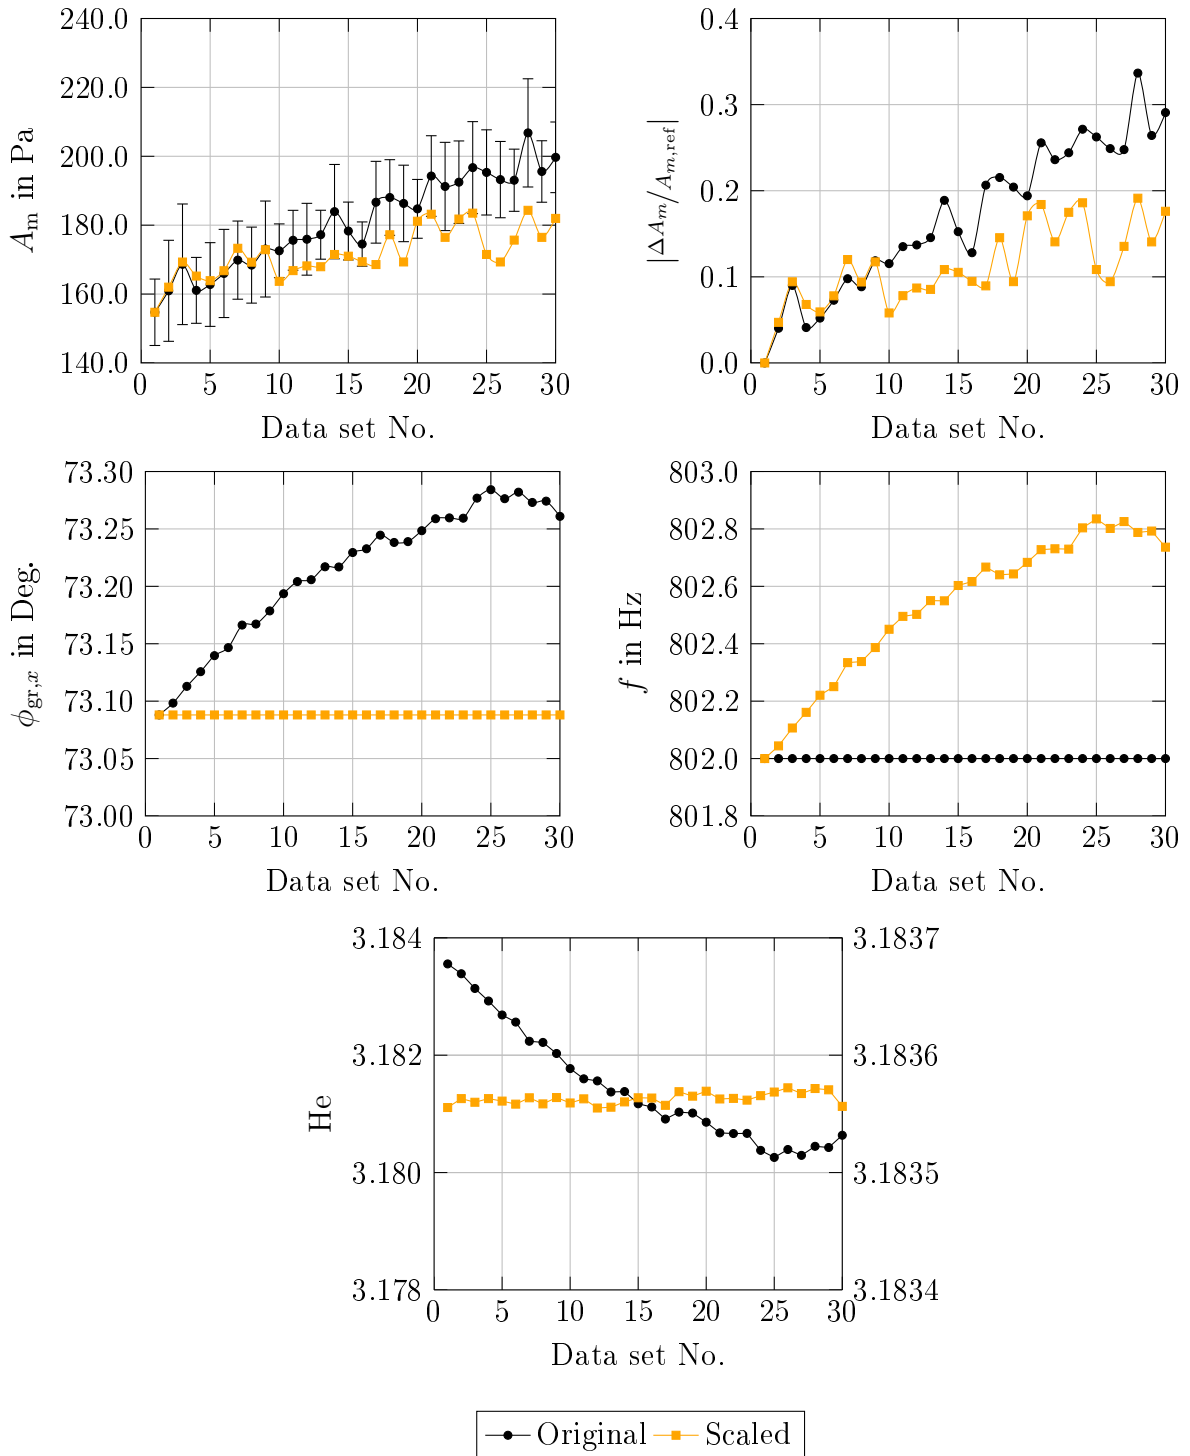 240.0
220.0
200.0
180.0
160.0
140.0
0 5 10 15 20 25 30
A_m in Pa
Data set No.
0.4
0.3
0.2
0.1
0.0
0 5 10 15 20 25 30
|ΔA_m/A_{m,ref}|
Data set No.
73.30
73.25
73.20
73.15
73.10
73.05
73.00
0 5 10 15 20 25 30
ϕ_{gr,x} in Deg.
Data set No.
803.0
802.8
802.6
802.4
802.2
802.0
801.8
0 5 10 15 20 25 30
f in Hz
Data set No.
3.184
3.182
3.180
3.178
3.1837
3.1836
3.1835
3.1834
0 5 10 15 20 25 30
He
Data set No.
Original Scaled